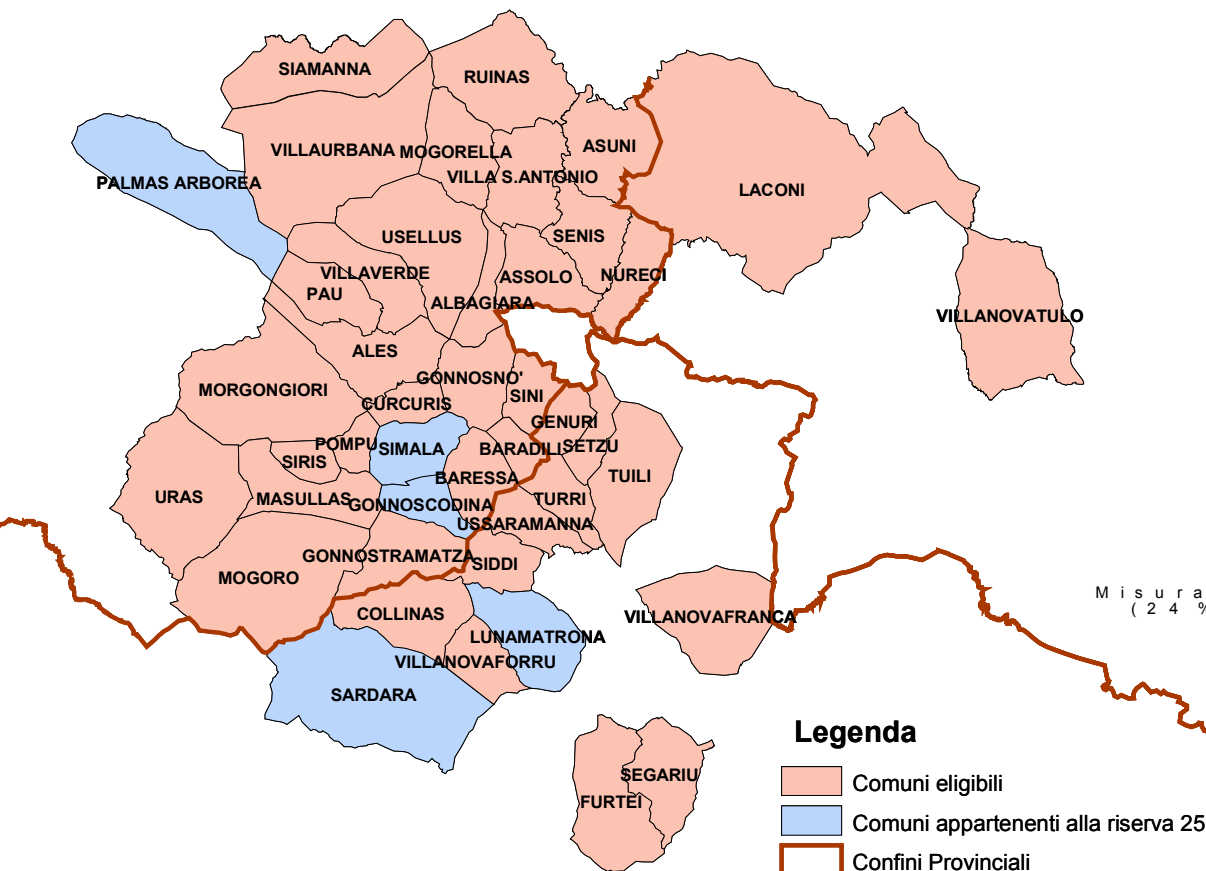 SIAMANNA
RUINAS
VILLAURBANA
MOGORELLA
ASUNI
VILLA S.ANTONIO
PALMAS ARBOREA
LACONI
USELLUS
SENIS
VILLAVERDE
ASSOLO
NURECI
PAU
ALBAGIARA
VILLANOVATULO
ALES
GONNOSNO'
MORGONGIORI
CURCURIS
SINI
GENURI
POMPU
SIMALA
BARADILI
SETZU
SIRIS
BARESSA
TUILI
URAS
MASULLAS
GONNOSCODINA
TURRI
USSARAMANNA
GONNOSTRAMATZA
SIDDI
MOGORO
COLLINAS
VILLANOVAFRANCA
LUNAMATRONA
VILLANOVAFORRU
SARDARA
SEGARIU
FURTEI
Misura
(24 %
Legenda
Comuni eligibili
Comuni appartenenti alla riserva 25
Confini Provinciali